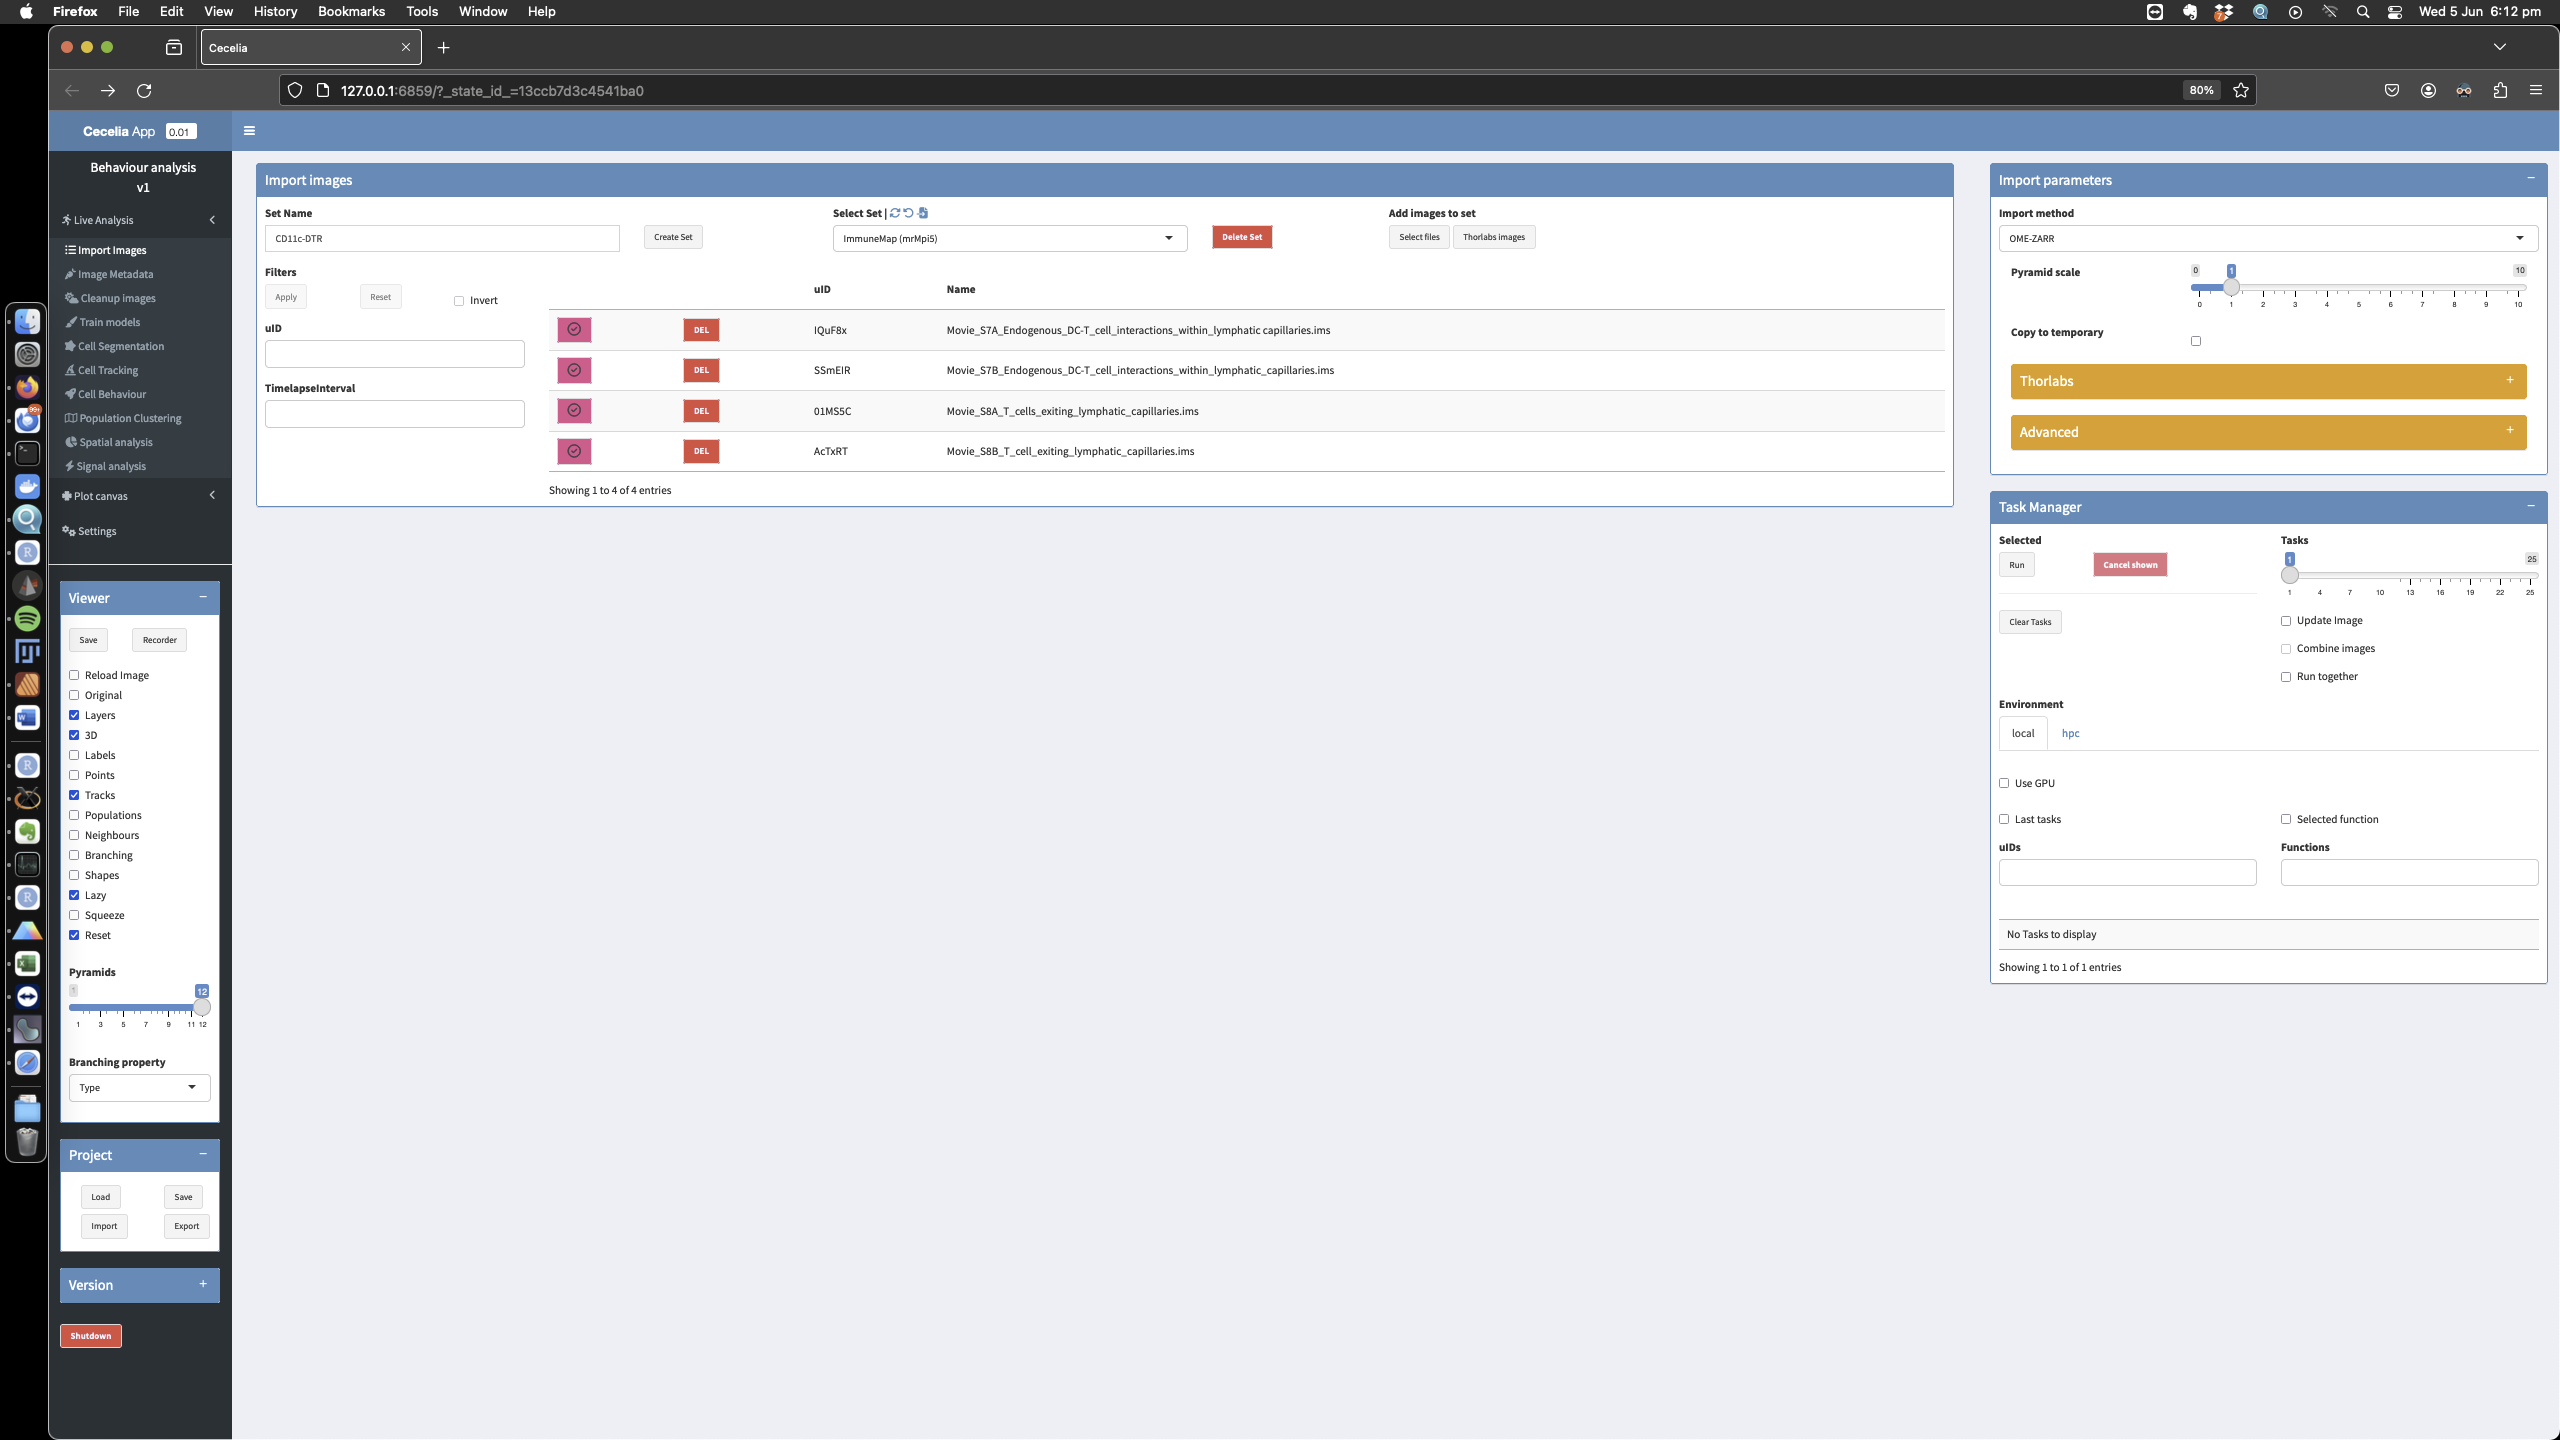 Firefox File Edit View History Bookmarks Tools Window Help
7
Wed 5 Jun 6:12 pm
Cecelia
127.0.0.1:6859/?_state_id_=13ccb7d3c4541ba0
80%
Cecelia App 0.01
Behaviour analysis
v1
Live Analysis
Import Images
Image Metadata
Cleanup images
Train models
Cell Segmentation
Cell Tracking
Cell Behaviour
Population Clustering
Spatial analysis
Signal analysis
Plot canvas
Settings
99+
Viewer
Save Recorder
Reload Image
Original
Layers
3D
Labels
Points
Tracks
Populations
Neighbours
Branching
Shapes
Lazy
Squeeze
Reset
Pyramids
1 12
1 3 5 7 9 11 12
Branching property
Type
Project
Load Save
Import Export
Version
Shutdown
Import images
Set Name
CD11c-DTR
Create Set
Select Set |
ImmuneMap (mrMpi5)
Delete Set
Add images to set
Select files Thorlabs images
Filters
Apply Reset Invert
uID
TimelapseInterval
uID Name
DEL IQuF8x Movie_S7A_Endogenous_DC-T_cell_interactions_within_lymphatic capillaries.ims
DEL SSmEIR Movie_S7B_Endogenous_DC-T_cell_interactions_within_lymphatic_capillaries.ims
DEL 01MS5C Movie_S8A_T_cells_exiting_lymphatic_capillaries.ims
DEL AcTxRT Movie_S8B_T_cell_exiting_lymphatic_capillaries.ims
Showing 1 to 4 of 4 entries
Import parameters
Import method
OME-ZARR
Pyramid scale
0 1 10
0 1 2 3 4 5 6 7 8 9 10
Copy to temporary
Thorlabs
Advanced
Task Manager
Selected
Run Cancel shown
Clear Tasks
Tasks
1 25
1 4 7 10 13 16 19 22 25
Update Image
Combine images
Run together
Environment
local hpc
Use GPU
Last tasks Selected function
uIDs Functions
No Tasks to display
Showing 1 to 1 of 1 entries